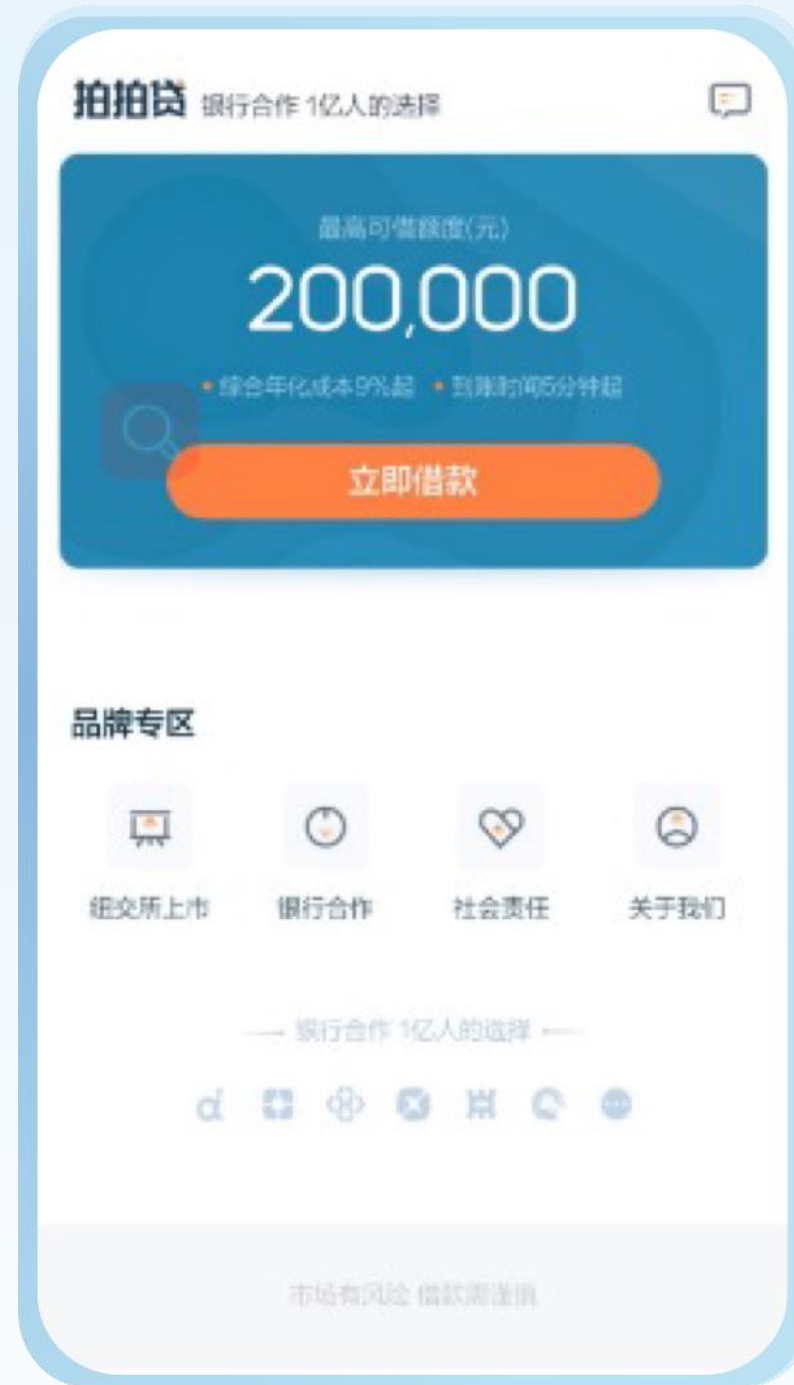 拍拍贷 银行合作 1亿人的选择
最高可借额度(元)
200,000
• 综合年化成本9%起 • 到账时间5分钟起
立即借款
品牌专区
纽交所上市 银行合作 社会责任 关于我们
银行合作 1亿人的选择
市场有风险 借款需谨慎